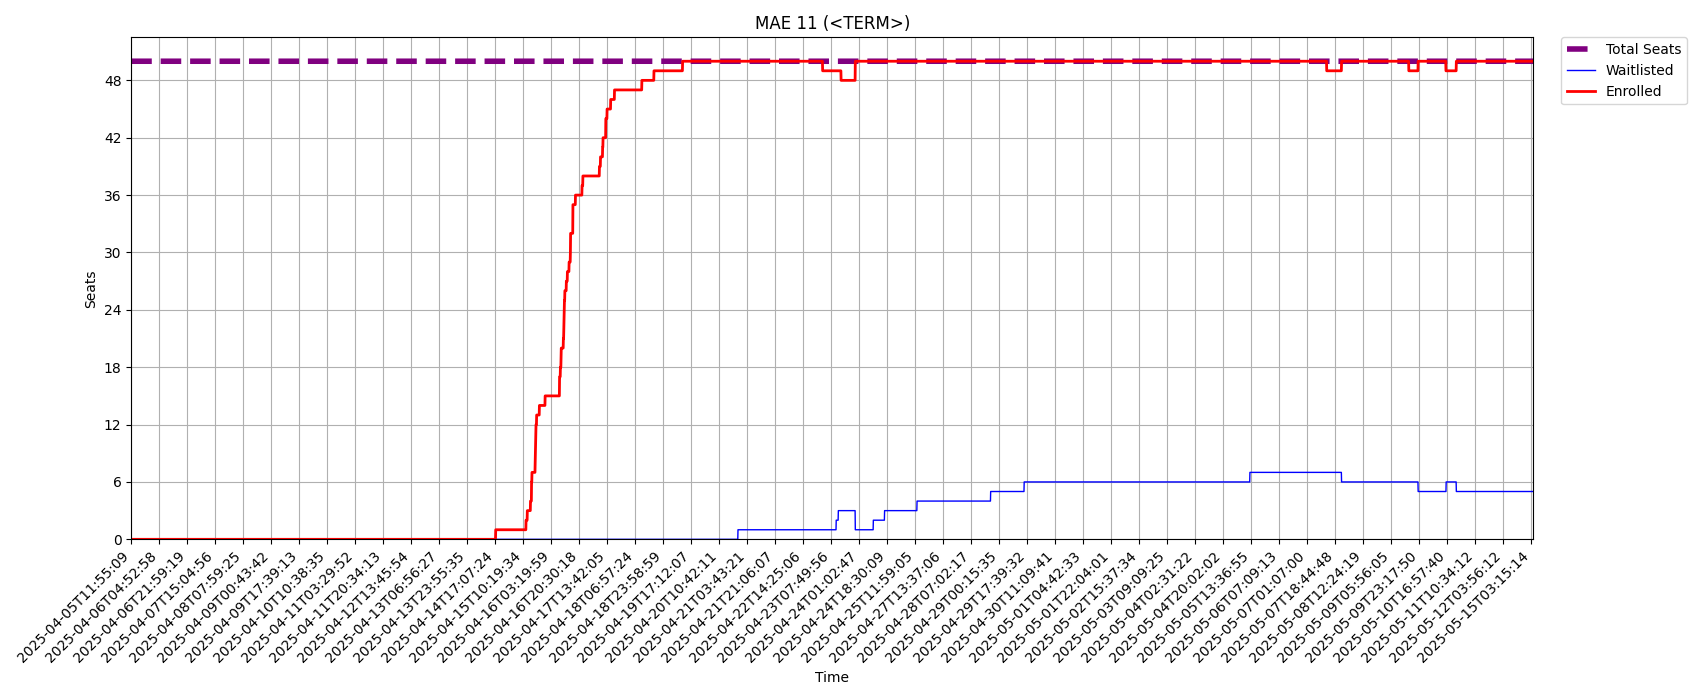 MAE 11 (<TERM>)
Total Seats
Waitlisted
Enrolled
48
42
36
30
24
18
12
6
0
Seats
2025-04-05T11:55:09
2025-04-06T04:52:58
2025-04-06T21:59:19
2025-04-07T15:04:56
2025-04-08T07:59:25
2025-04-09T00:43:42
2025-04-09T17:39:13
2025-04-10T10:38:35
2025-04-11T03:29:52
2025-04-11T20:34:13
2025-04-12T13:45:54
2025-04-13T06:56:27
2025-04-13T23:55:35
2025-04-14T17:07:24
2025-04-15T10:19:34
2025-04-16T03:19:59
2025-04-16T20:30:18
2025-04-17T13:42:05
2025-04-18T06:57:24
2025-04-18T23:58:59
2025-04-19T17:12:07
2025-04-20T10:42:11
2025-04-21T03:43:21
2025-04-21T21:06:07
2025-04-22T14:25:06
2025-04-23T07:49:56
2025-04-24T01:02:47
2025-04-24T18:30:09
2025-04-25T11:59:05
2025-04-27T13:37:06
2025-04-28T07:02:17
2025-04-29T00:15:35
2025-04-29T17:39:32
2025-04-30T11:09:41
2025-05-01T04:42:33
2025-05-01T22:04:01
2025-05-02T15:37:34
2025-05-03T09:09:25
2025-05-04T02:31:22
2025-05-04T20:02:02
2025-05-05T13:36:55
2025-05-06T07:09:13
2025-05-07T01:07:00
2025-05-07T18:44:48
2025-05-08T12:24:19
2025-05-09T05:56:05
2025-05-09T23:17:50
2025-05-10T16:57:40
2025-05-11T10:34:12
2025-05-12T03:56:12
2025-05-15T03:15:14
Time